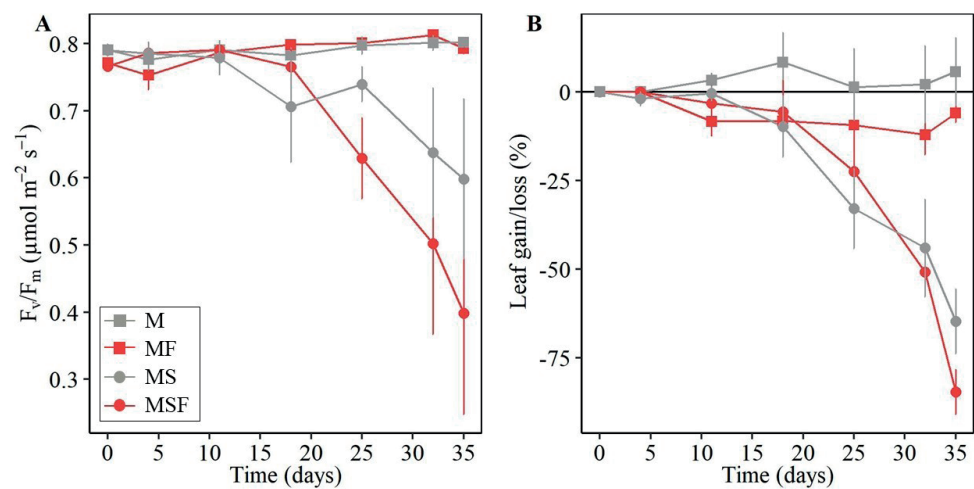 A
0.8
0.7
0.6
0.5
0.4
0.3
Fv/Fm (µmol m−2 s−1)
M
MF
MS
MSF
0 5 10 15 20 25 30 35
Time (days)
B
0
-25
-50
-75
Leaf gain/loss (%)
0 5 10 15 20 25 30 35
Time (days)